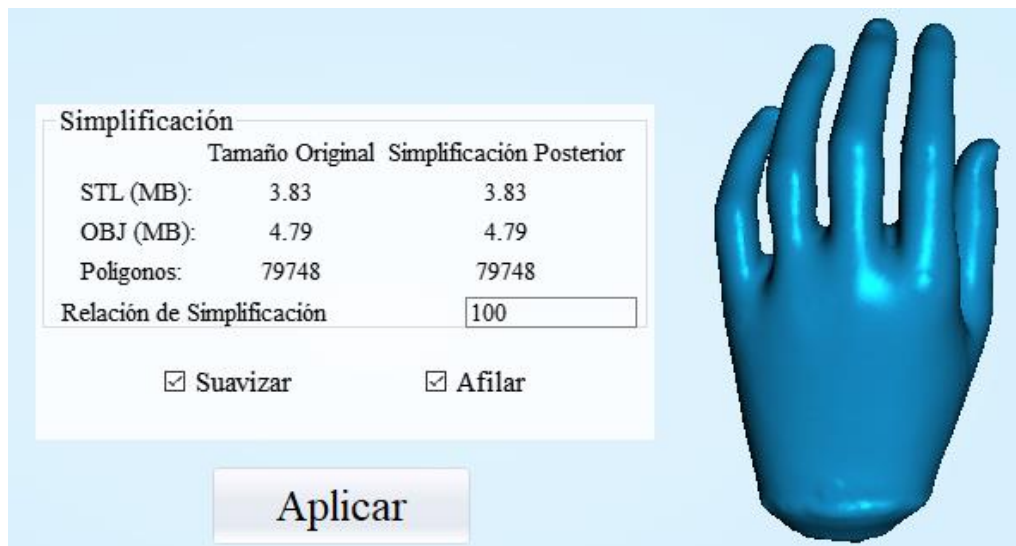 Simplificación
Tamaño Original Simplificación Posterior
STL (MB): 3.83 3.83
OBJ (MB): 4.79 4.79
Polígonos: 79748 79748
Relación de Simplificación 100
Suavizar Afilar
Aplicar